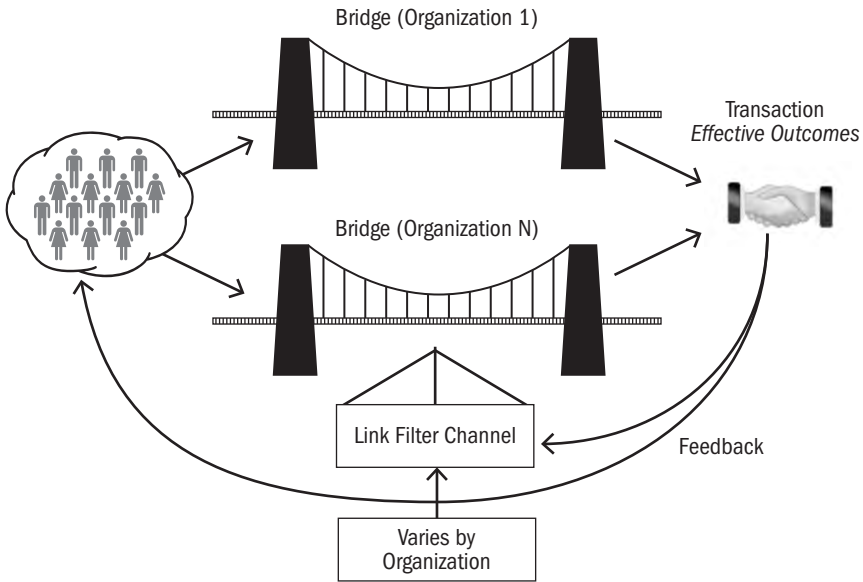 Bridge (Organization 1)
Transaction
Effective Outcomes
Bridge (Organization N)
Link Filter Channel
Feedback
Varies by
Organization